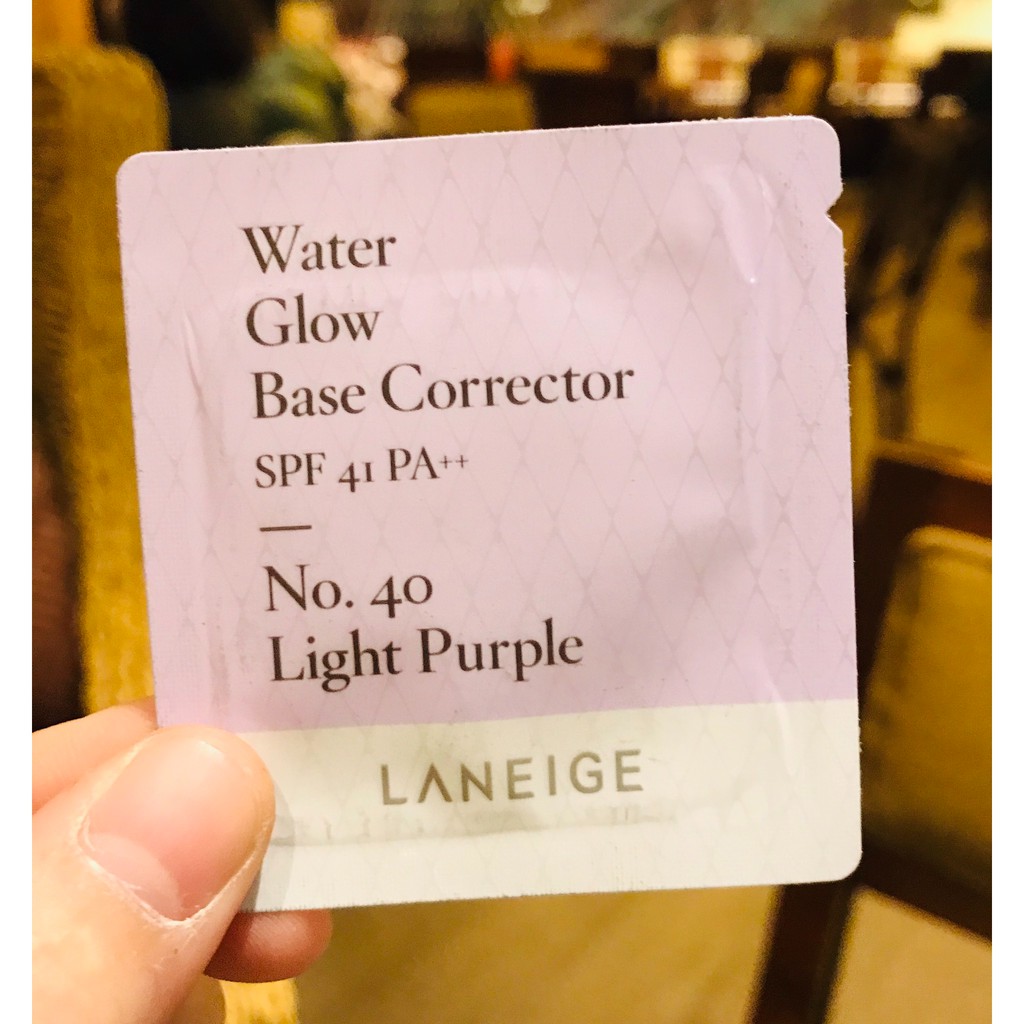 Water
Glow
Base Corrector
SPF 41 PA++
—
No. 40
Light Purple
LANEIGE